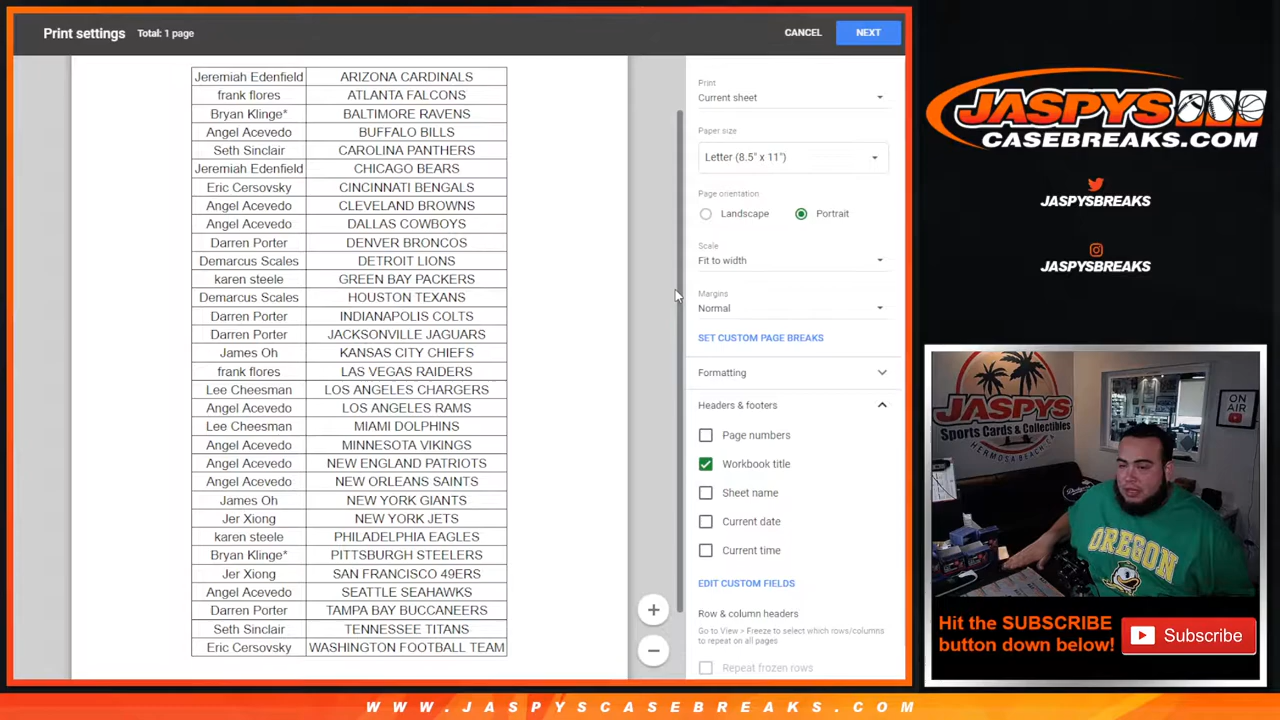 Print settings Total: 1 page CANCEL NEXT
Jeremiah Edenfield ARIZONA CARDINALS
frank flores ATLANTA FALCONS
Bryan Klinge* BALTIMORE RAVENS
Angel Acevedo BUFFALO BILLS
Seth Sinclair CAROLINA PANTHERS
Jeremiah Edenfield CHICAGO BEARS
Eric Cersovsky CINCINNATI BENGALS
Angel Acevedo CLEVELAND BROWNS
Angel Acevedo DALLAS COWBOYS
Darren Porter DENVER BRONCOS
Demarcus Scales DETROIT LIONS
karen steele GREEN BAY PACKERS
Demarcus Scales HOUSTON TEXANS
Darren Porter INDIANAPOLIS COLTS
Darren Porter JACKSONVILLE JAGUARS
James Oh KANSAS CITY CHIEFS
frank flores LAS VEGAS RAIDERS
Lee Cheesman LOS ANGELES CHARGERS
Angel Acevedo LOS ANGELES RAMS
Lee Cheesman MIAMI DOLPHINS
Angel Acevedo MINNESOTA VIKINGS
Angel Acevedo NEW ENGLAND PATRIOTS
Angel Acevedo NEW ORLEANS SAINTS
James Oh NEW YORK GIANTS
Jer Xiong NEW YORK JETS
karen steele PHILADELPHIA EAGLES
Bryan Klinge* PITTSBURGH STEELERS
Jer Xiong SAN FRANCISCO 49ERS
Angel Acevedo SEATTLE SEAHAWKS
Darren Porter TAMPA BAY BUCCANEERS
Seth Sinclair TENNESSEE TITANS
Eric Cersovsky WASHINGTON FOOTBALL TEAM
Print
Current sheet
Paper size
Letter (8.5" x 11")
Page orientation
Landscape Portrait
Scale
Fit to width
Margins
Normal
SET CUSTOM PAGE BREAKS
Formatting
Headers & footers
Page numbers
Workbook title
Sheet name
Current date
Current time
EDIT CUSTOM FIELDS
Row & column headers
Go to View > Freeze to select which rows/columns
to repeat on all pages
Repeat frozen rows
JASPYS
CASEBREAKS.COM
JASPYSBREAKS
JASPYSBREAKS
JASPYS
Sports Cards & Collectibles
HERMOSA BEACH, CA
ON
AIR
OREGON
Hit the SUBSCRIBE
button down below!
Subscribe
WWW.JASPYSCASEBREAKS.COM